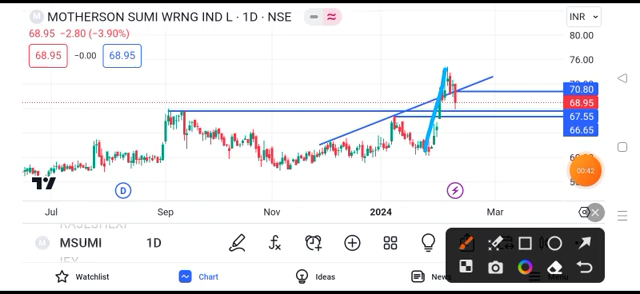 M MOTHERSON SUMI WRNG IND L · 1D · NSE
INR
68.95 −2.80 (−3.90%)
68.95 −0.00 68.95
80.00
76.00
70.80
68.95
67.55
66.65
00:42
D
Jul Sep Nov 2024 Mar
M MSUMI 1D
Watchlist Chart Ideas News